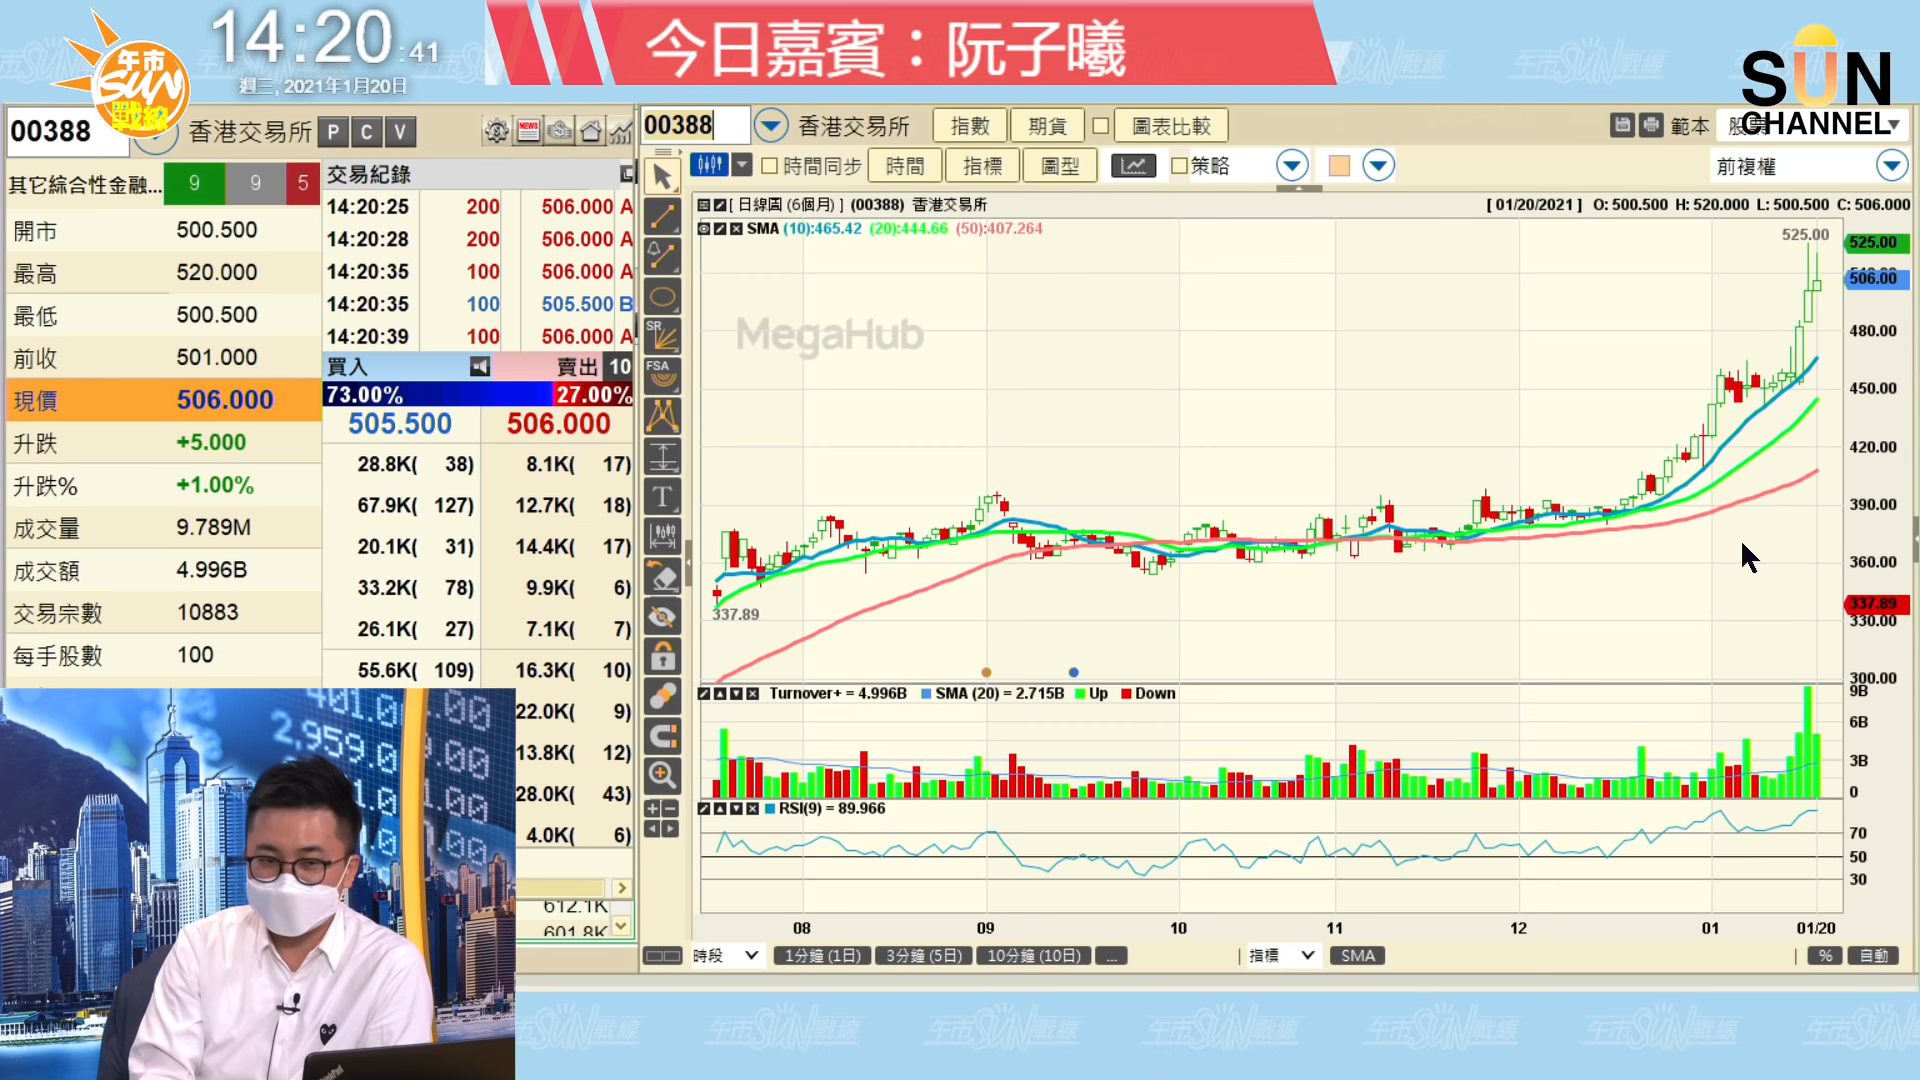 午市
SUN
戰線
14:20:41
週三, 2021年1月20日
今日嘉賓：阮子曦
SUN
CHANNEL
00388
香港交易所
P C V
NEWS
其它綜合性金融...
9 9 5
開市 500.500
最高 520.000
最低 500.500
前收 501.000
現價 506.000
升跌 +5.000
升跌% +1.00%
成交量 9.789M
成交額 4.996B
交易宗數 10883
每手股數 100
交易紀錄
14:20:25 200 506.000 A
14:20:28 200 506.000 A
14:20:35 100 506.000 A
14:20:35 100 505.500 B
14:20:39 100 506.000 A
買入 賣出 10
73.00% 27.00%
505.500 506.000
28.8K( 38) 8.1K( 17)
67.9K( 127) 12.7K( 18)
20.1K( 31) 14.4K( 17)
33.2K( 78) 9.9K( 6)
26.1K( 27) 7.1K( 7)
55.6K( 109) 16.3K( 10)
22.0K( 9)
13.8K( 12)
28.0K( 43)
4.0K( 6)
612.1K
601.8K
00388 香港交易所 指數 期貨 圖表比較 範本
時間同步 時間 指標 圖型 策略 前復權
SR
FSA
T
[ 日線圖 (6個月) ] (00388) 香港交易所
[ 01/20/2021 ] O: 500.500 H: 520.000 L: 500.500 C: 506.000
SMA (10):465.42 (20):444.66 (50):407.264
525.00
MegaHub
337.89
525.00
506.00
480.00
450.00
420.00
390.00
360.00
337.89
330.00
300.00
Turnover+ = 4.996B SMA (20) = 2.715B Up Down
9B
6B
3B
0
RSI(9) = 89.966
70
50
30
08 09 10 11 12 01 01/20
時段 1分鐘 (1日) 3分鐘 (5日) 10分鐘 (10日) ... 指標 SMA % 自動